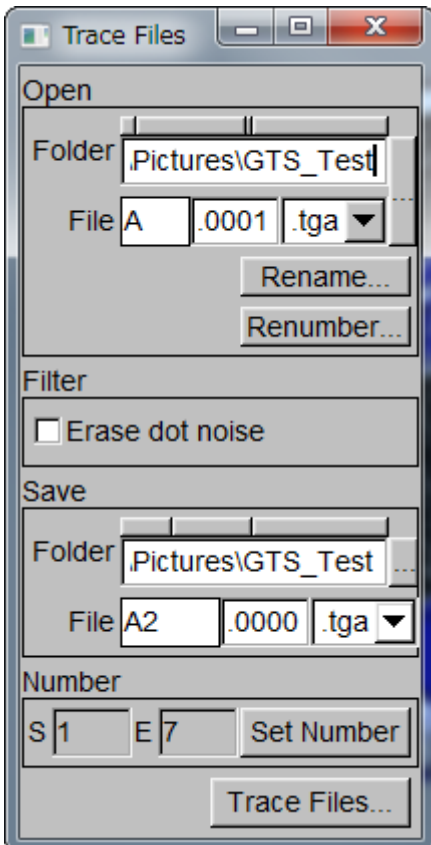 Trace Files
Open
Folder .Pictures\GTS_Test ...
File A .0001 .tga
Rename...
Renumber...
Filter
Erase dot noise
Save
Folder .Pictures\GTS_Test ...
File A2 .0000 .tga
Number
S 1 E 7 Set Number
Trace Files...